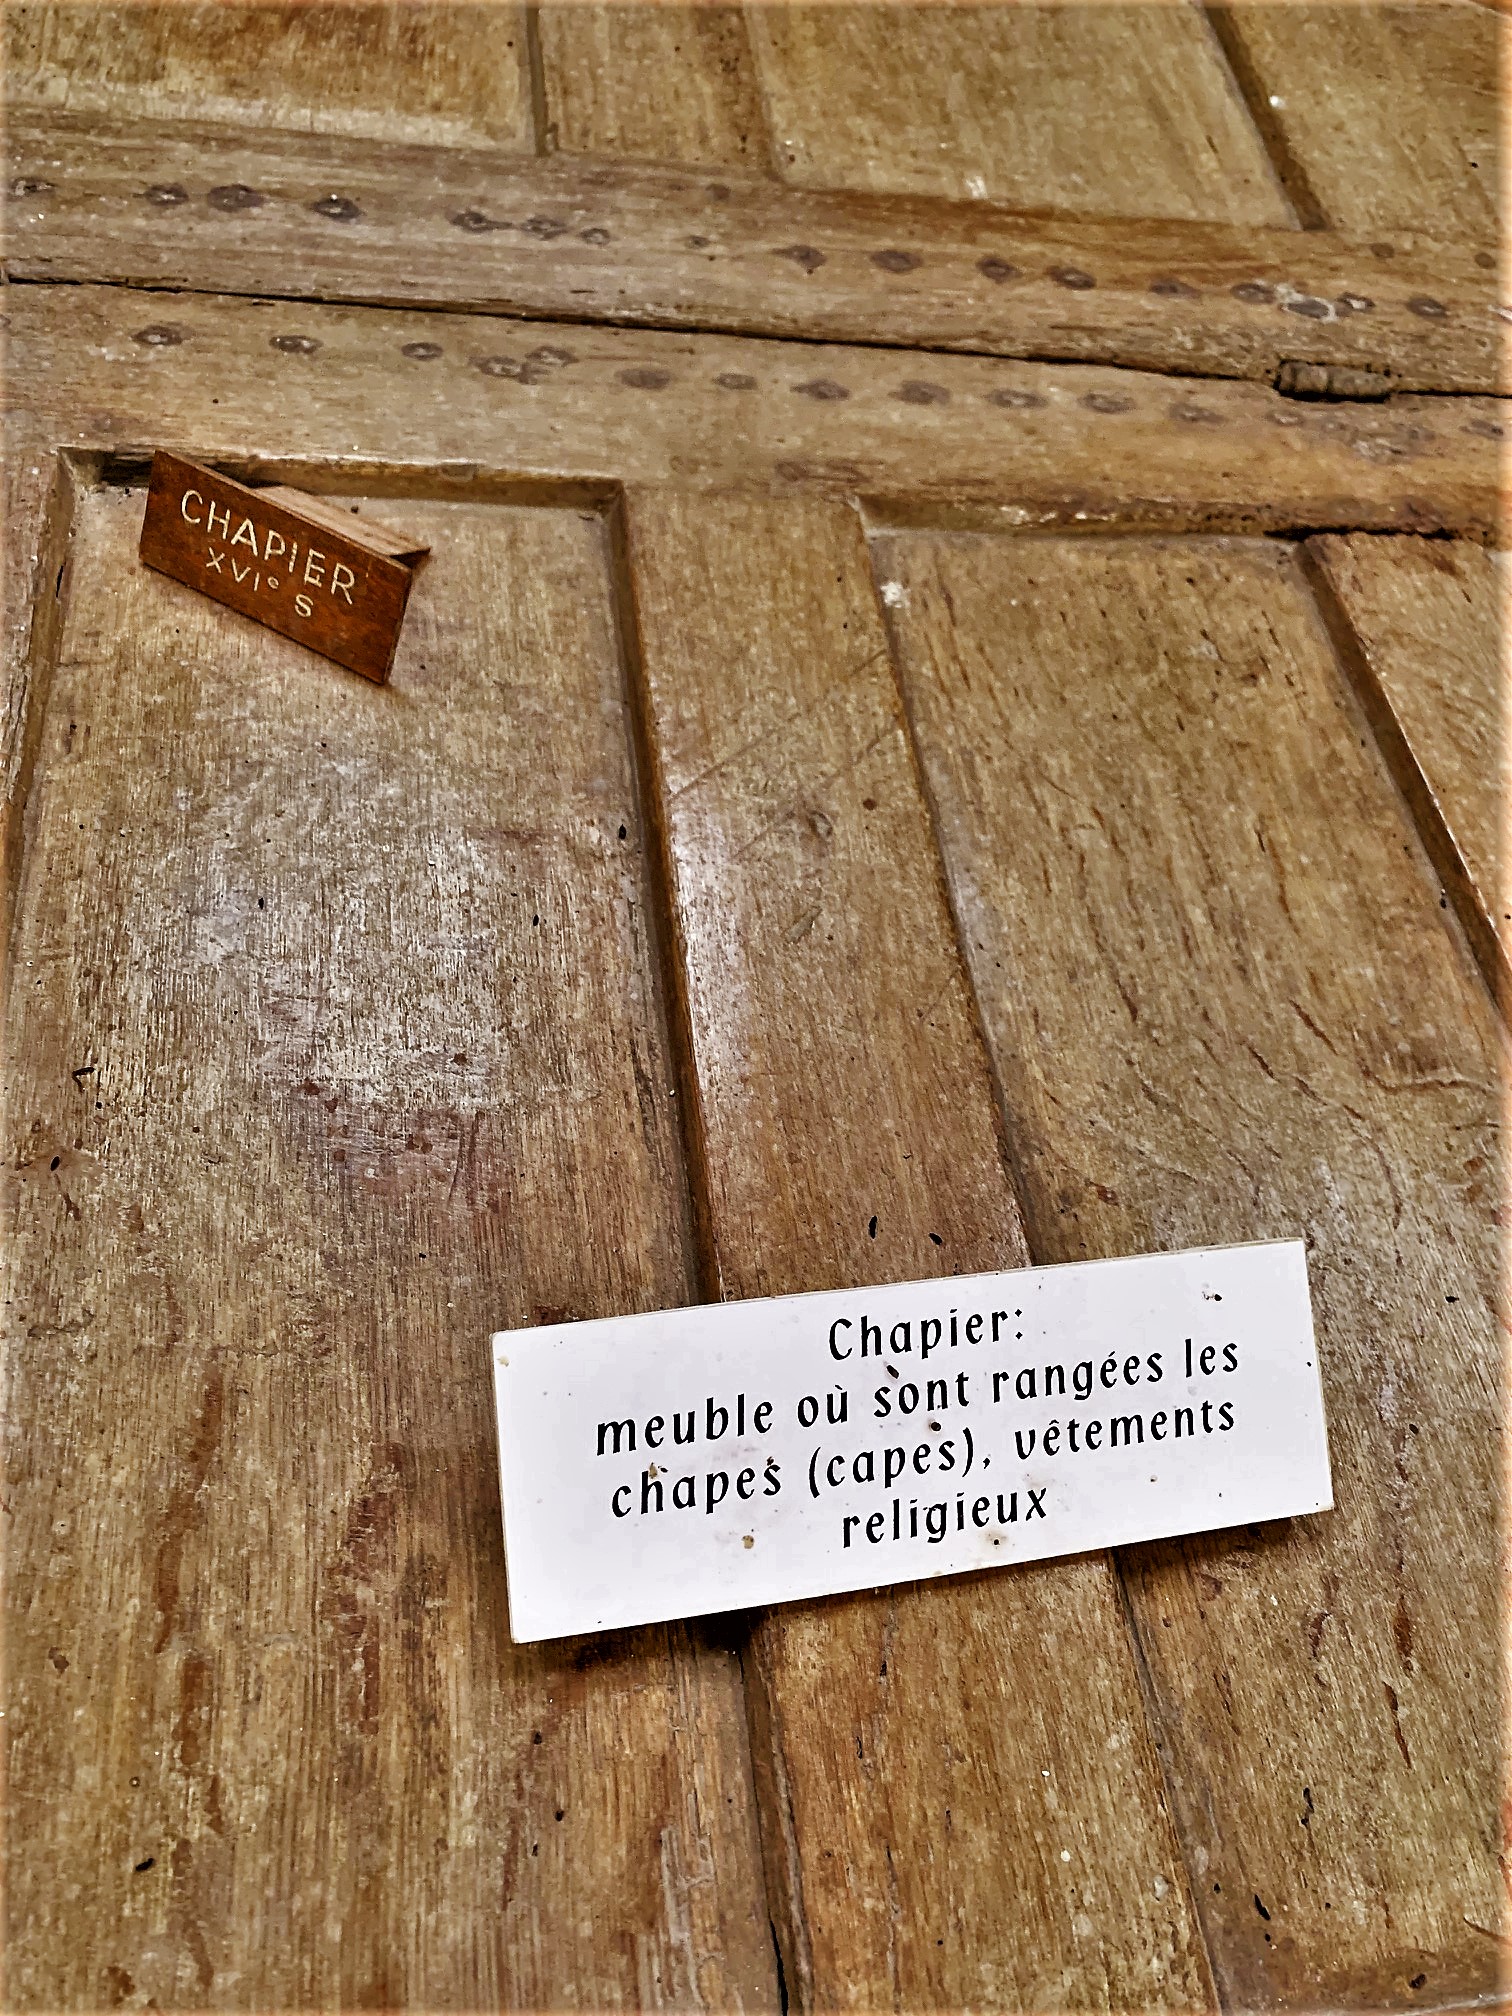 CHAPIER
XVIe S
Chapier:
meuble où sont rangées les
chapes (capes), vêtements
religieux